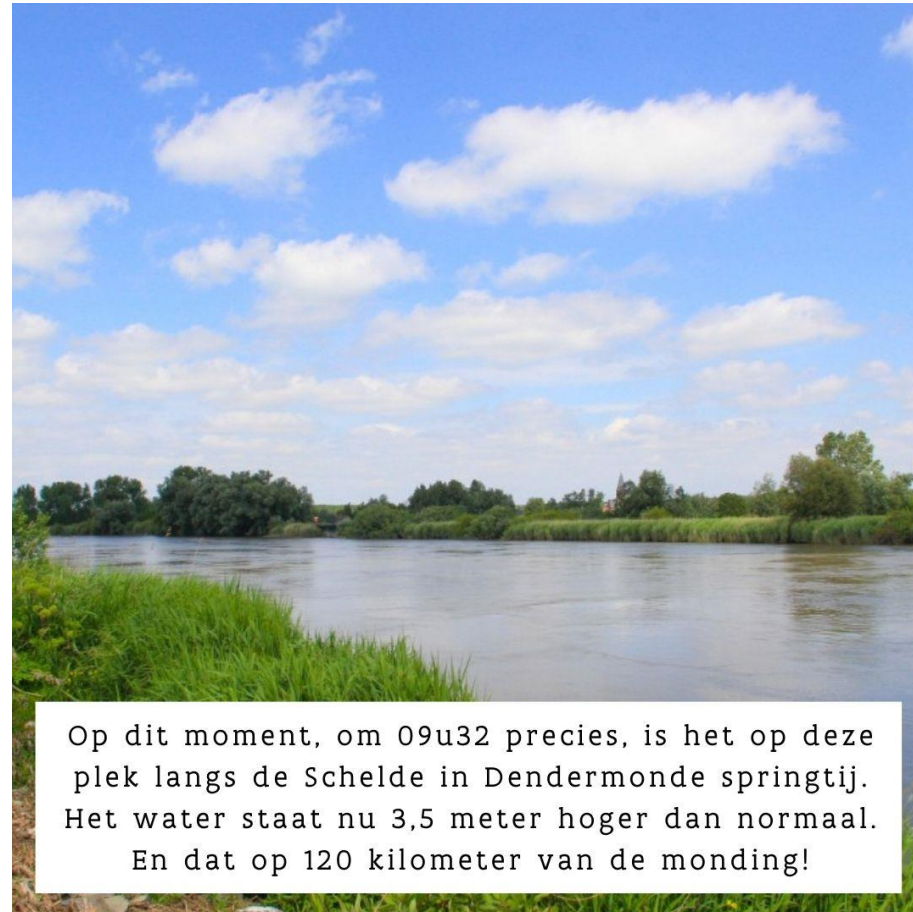 Op dit moment, om 09u32 precies, is het op deze
plek langs de Schelde in Dendermonde springtij.
Het water staat nu 3,5 meter hoger dan normaal.
En dat op 120 kilometer van de monding!